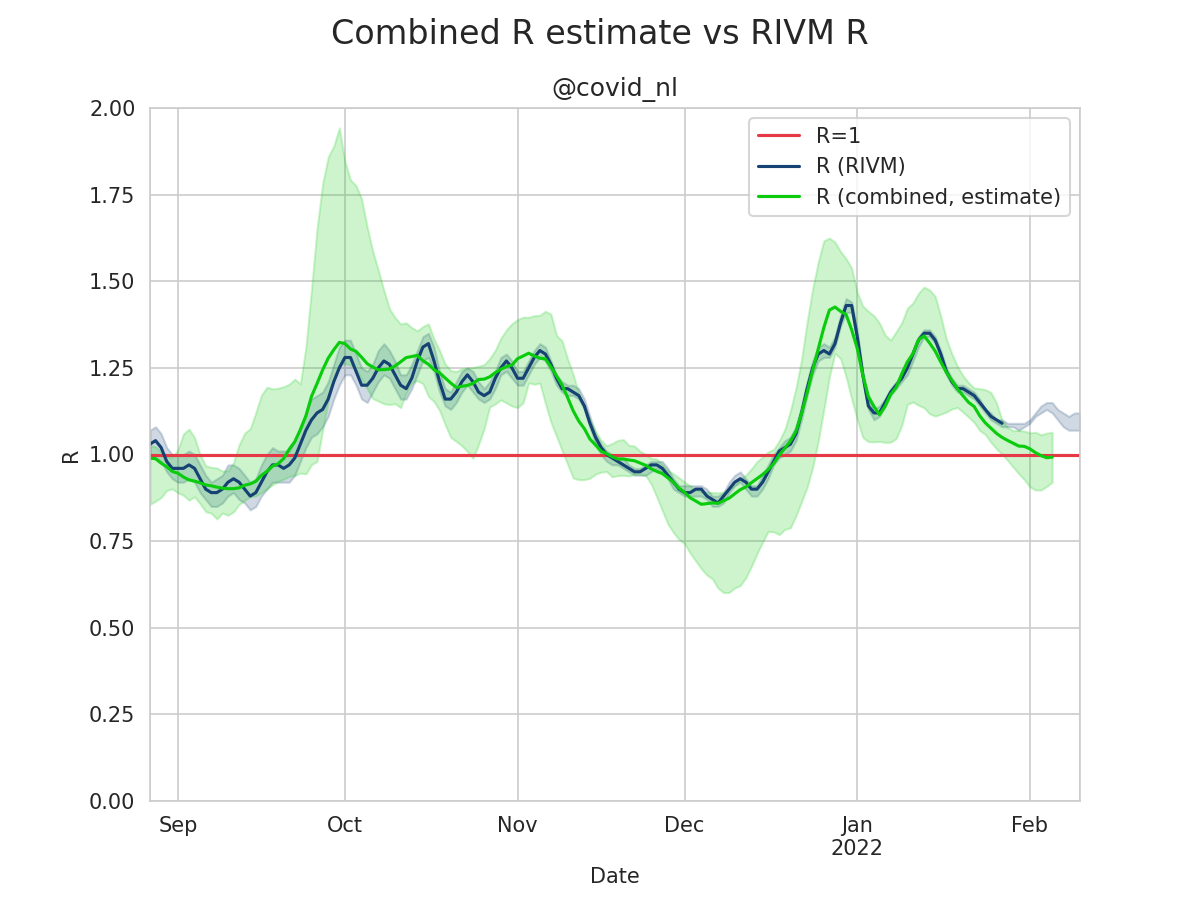 Combined R estimate vs RIVM R
@covid_nl
2.00
1.75
1.50
1.25
1.00
0.75
0.50
0.25
0.00
R
R=1
R (RIVM)
R (combined, estimate)
Sep
Oct
Nov
Dec
Jan
2022
Feb
Date